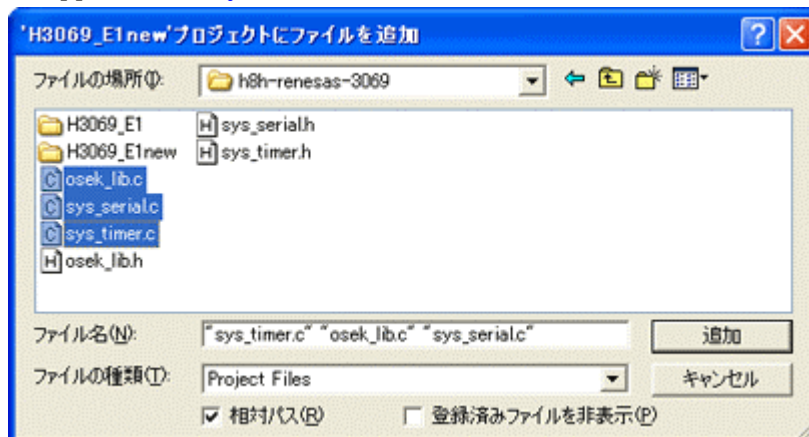 'H3069_E1new'プロジェクトにファイルを追加
ファイルの場所(I):
h8h-renesas-3069
H3069_E1
H3069_E1new
osek_lib.c
sys_serial.c
sys_timer.c
osek_lib.h
sys_serial.h
sys_timer.h
ファイル名(N):
"sys_timer.c" "osek_lib.c" "sys_serial.c"
追加
ファイルの種類(T):
Project Files
キャンセル
相対パス(R)
登録済みファイルを非表示(P)